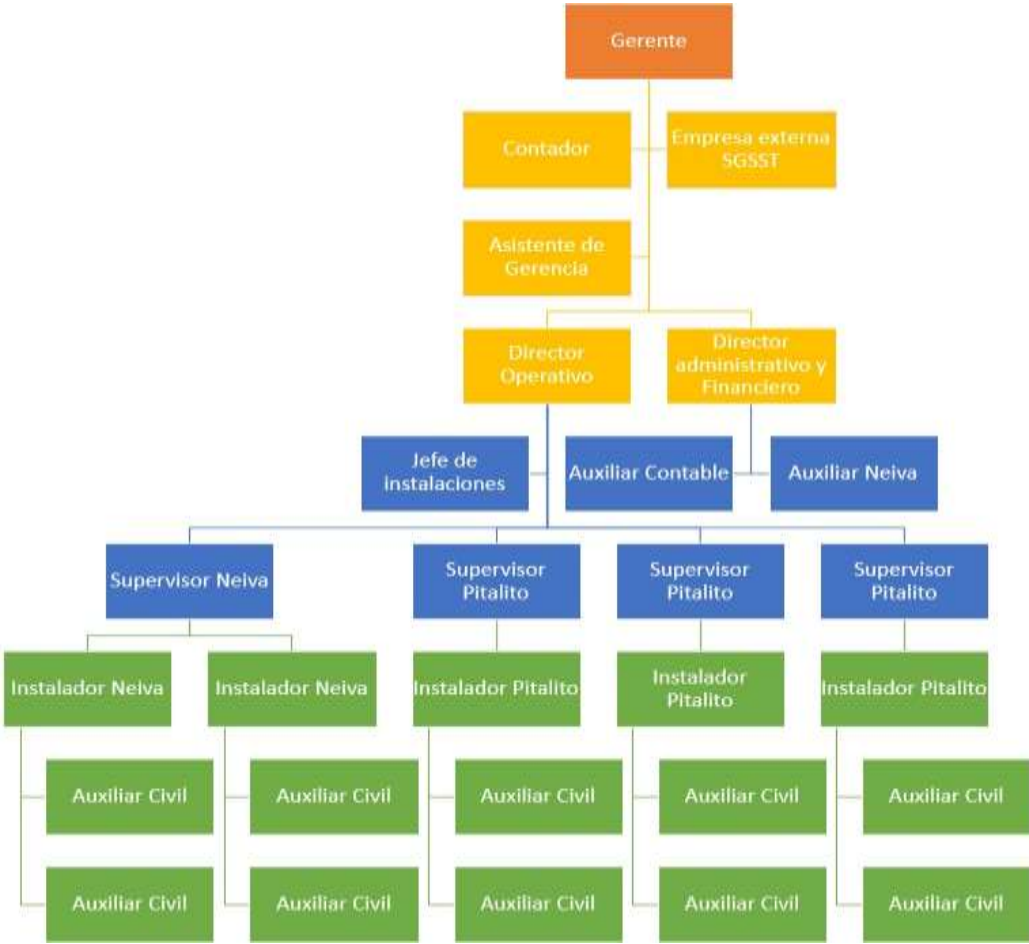 Gerente
Contador
Empresa externa
SGSST
Asistente de
Gerencia
Director
Operativo
Director
administrativo y
Financiero
Jefe de
instalaciones
Auxiliar Contable
Auxiliar Neiva
Supervisor Neiva
Supervisor
Pitalito
Supervisor
Pitalito
Supervisor
Pitalito
Instalador Neiva
Instalador Neiva
Instalador Pitalito
Instalador
Pitalito
Instalador Pitalito
Auxiliar Civil
Auxiliar Civil
Auxiliar Civil
Auxiliar Civil
Auxiliar Civil
Auxiliar Civil
Auxiliar Civil
Auxiliar Civil
Auxiliar Civil
Auxiliar Civil